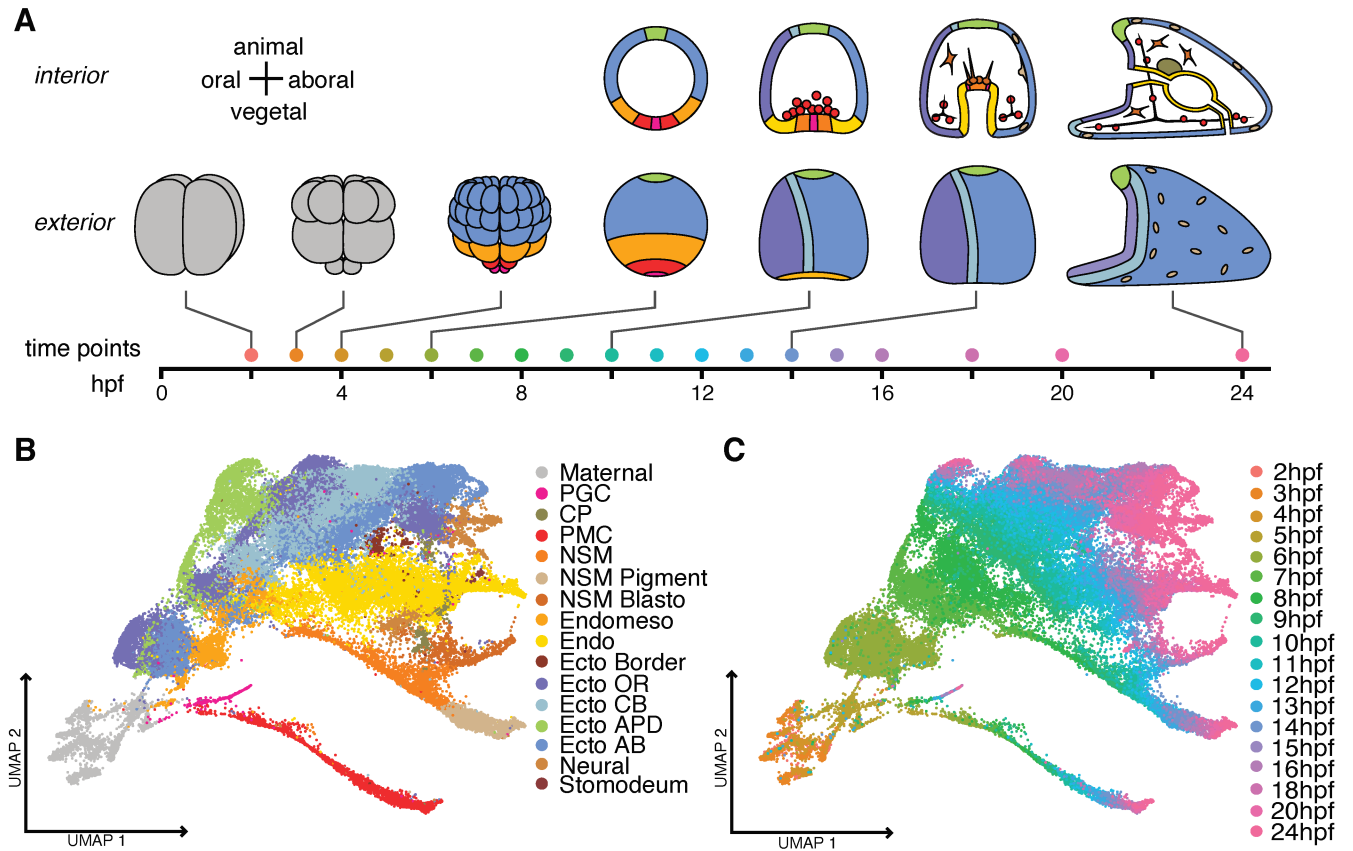 A
interior
animal
oral aboral
vegetal
exterior
time points
hpf
0 4 8 12 16 20 24
B
Maternal
PGC
CP
PMC
NSM
NSM Pigment
NSM Blasto
Endomeso
Endo
Ecto Border
Ecto OR
Ecto CB
Ecto APD
Ecto AB
Neural
Stomodeum
UMAP 2
UMAP 1
C
2hpf
3hpf
4hpf
5hpf
6hpf
7hpf
8hpf
9hpf
10hpf
11hpf
12hpf
13hpf
14hpf
15hpf
16hpf
18hpf
20hpf
24hpf
UMAP 2
UMAP 1